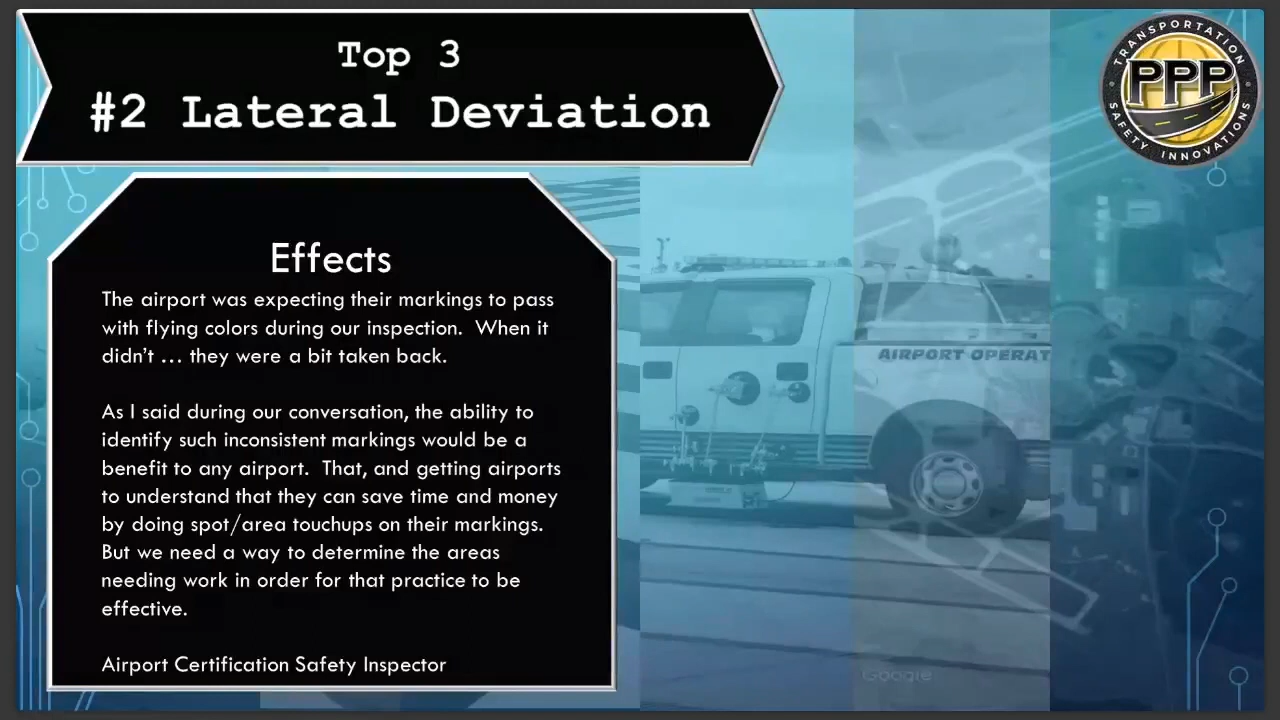 Top 3
#2 Lateral Deviation
TRANSPORTATION
PPP
SAFETY INNOVATIONS
Effects
The airport was expecting their markings to pass
with flying colors during our inspection. When it
didn't ... they were a bit taken back.
As I said during our conversation, the ability to
identify such inconsistent markings would be a
benefit to any airport. That, and getting airports
to understand that they can save time and money
by doing spot/area touchups on their markings.
But we need a way to determine the areas
needing work in order for that practice to be
effective.
Airport Certification Safety Inspector
AIRPORT OPERAT
Google